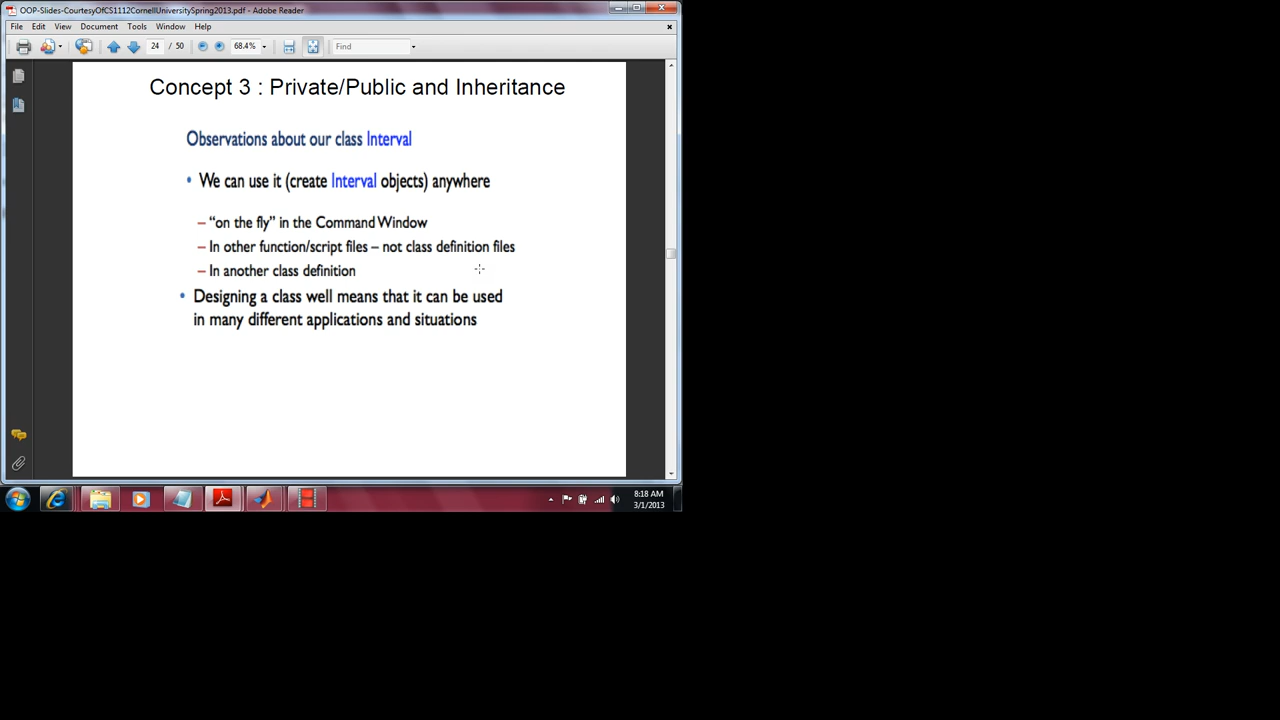 OOP-Slides-CourtesyOfCS1112CornellUniversitySpring2013.pdf - Adobe Reader
File Edit View Document Tools Window Help
24 / 50 68.4% Find
Concept 3 : Private/Public and Inheritance
Observations about our class Interval
• We can use it (create Interval objects) anywhere
– “on the fly” in the Command Window
– In other function/script files – not class definition files
– In another class definition
• Designing a class well means that it can be used
in many different applications and situations
8:18 AM
3/1/2013